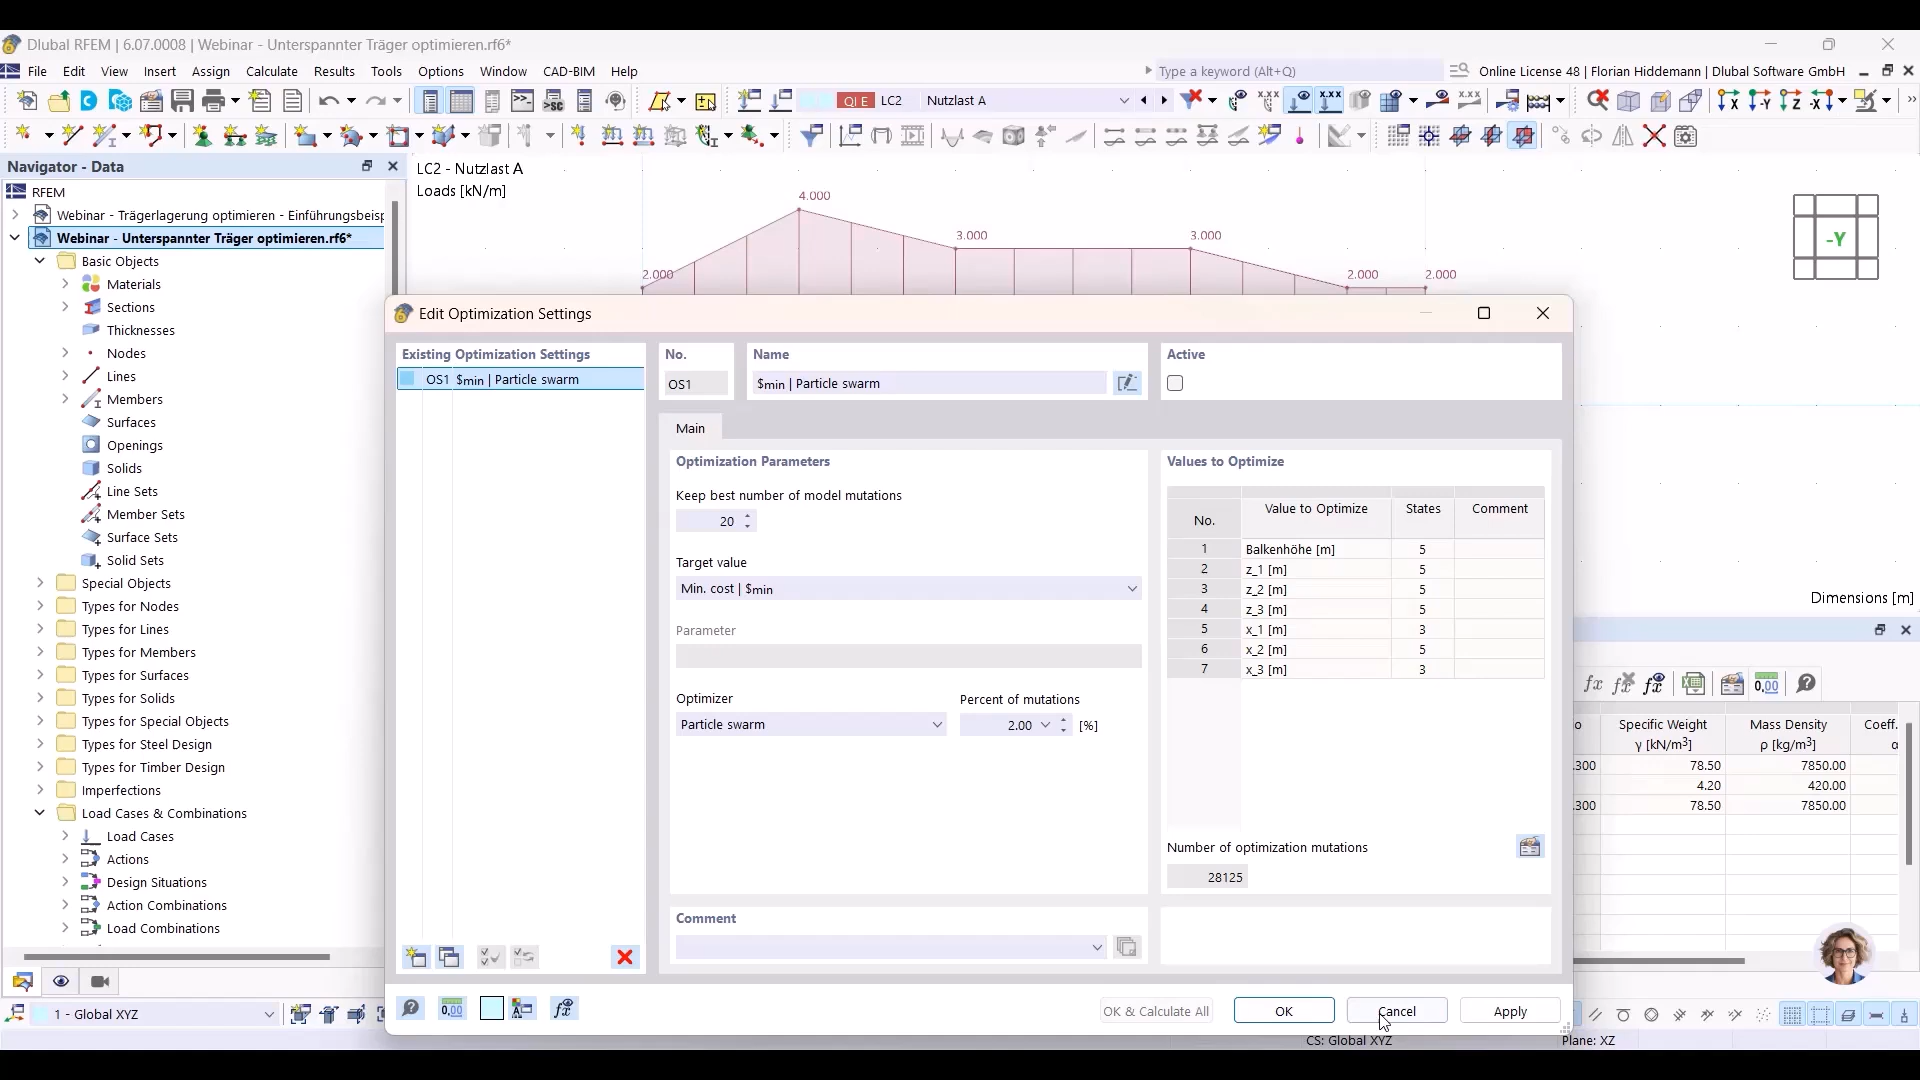 Dlubal RFEM | 6.07.0008 | Webinar - Unterspannter Träger optimieren.rf6*
File Edit View Insert Assign Calculate Results Tools Options Window CAD-BIM Help
Type a keyword (Alt+Q)
Online License 48 | Florian Hiddemann | Dlubal Software GmbH
QI E LC2 Nutzlast A
Navigator - Data
RFEM
Webinar - Trägerlagerung optimieren - Einführungsbeisp
Webinar - Unterspannter Träger optimieren.rf6*
Basic Objects
Materials
Sections
Thicknesses
Nodes
Lines
Members
Surfaces
Openings
Solids
Line Sets
Member Sets
Surface Sets
Solid Sets
Special Objects
Types for Nodes
Types for Lines
Types for Members
Types for Surfaces
Types for Solids
Types for Special Objects
Types for Steel Design
Types for Timber Design
Imperfections
Load Cases & Combinations
Load Cases
Actions
Design Situations
Action Combinations
Load Combinations
1 - Global XYZ
LC2 - Nutzlast A
Loads [kN/m]
2.000
4.000
3.000
3.000
2.000
2.000
-Y
Dimensions [m]
Edit Optimization Settings
Existing Optimization Settings
OS1 $min | Particle swarm
No.
OS1
Name
$min | Particle swarm
Active
Main
Optimization Parameters
Keep best number of model mutations
20
Target value
Min. cost | $min
Parameter
Optimizer
Particle swarm
Percent of mutations
2.00 [%]
Comment
Values to Optimize
No. Value to Optimize States Comment
1 Balkenhöhe [m] 5
2 z_1 [m] 5
3 z_2 [m] 5
4 z_3 [m] 5
5 x_1 [m] 3
6 x_2 [m] 5
7 x_3 [m] 3
Number of optimization mutations
28125
OK & Calculate All OK Cancel Apply
Specific Weight Mass Density Coeff.
γ [kN/m³] ρ [kg/m³] α
.300 78.50 7850.00
4.20 420.00
.300 78.50 7850.00
CS: Global XYZ
Plane: XZ